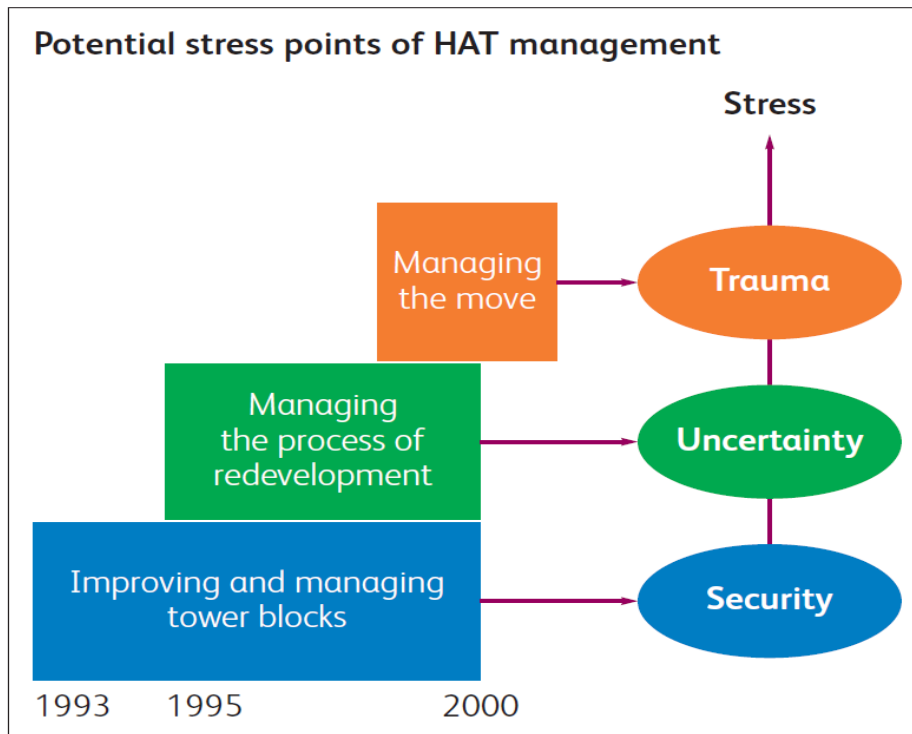 Potential stress points of HAT management
Stress
Managing
the move
Trauma
Managing
the process of
redevelopment
Uncertainty
Improving and managing
tower blocks
Security
1993
1995
2000